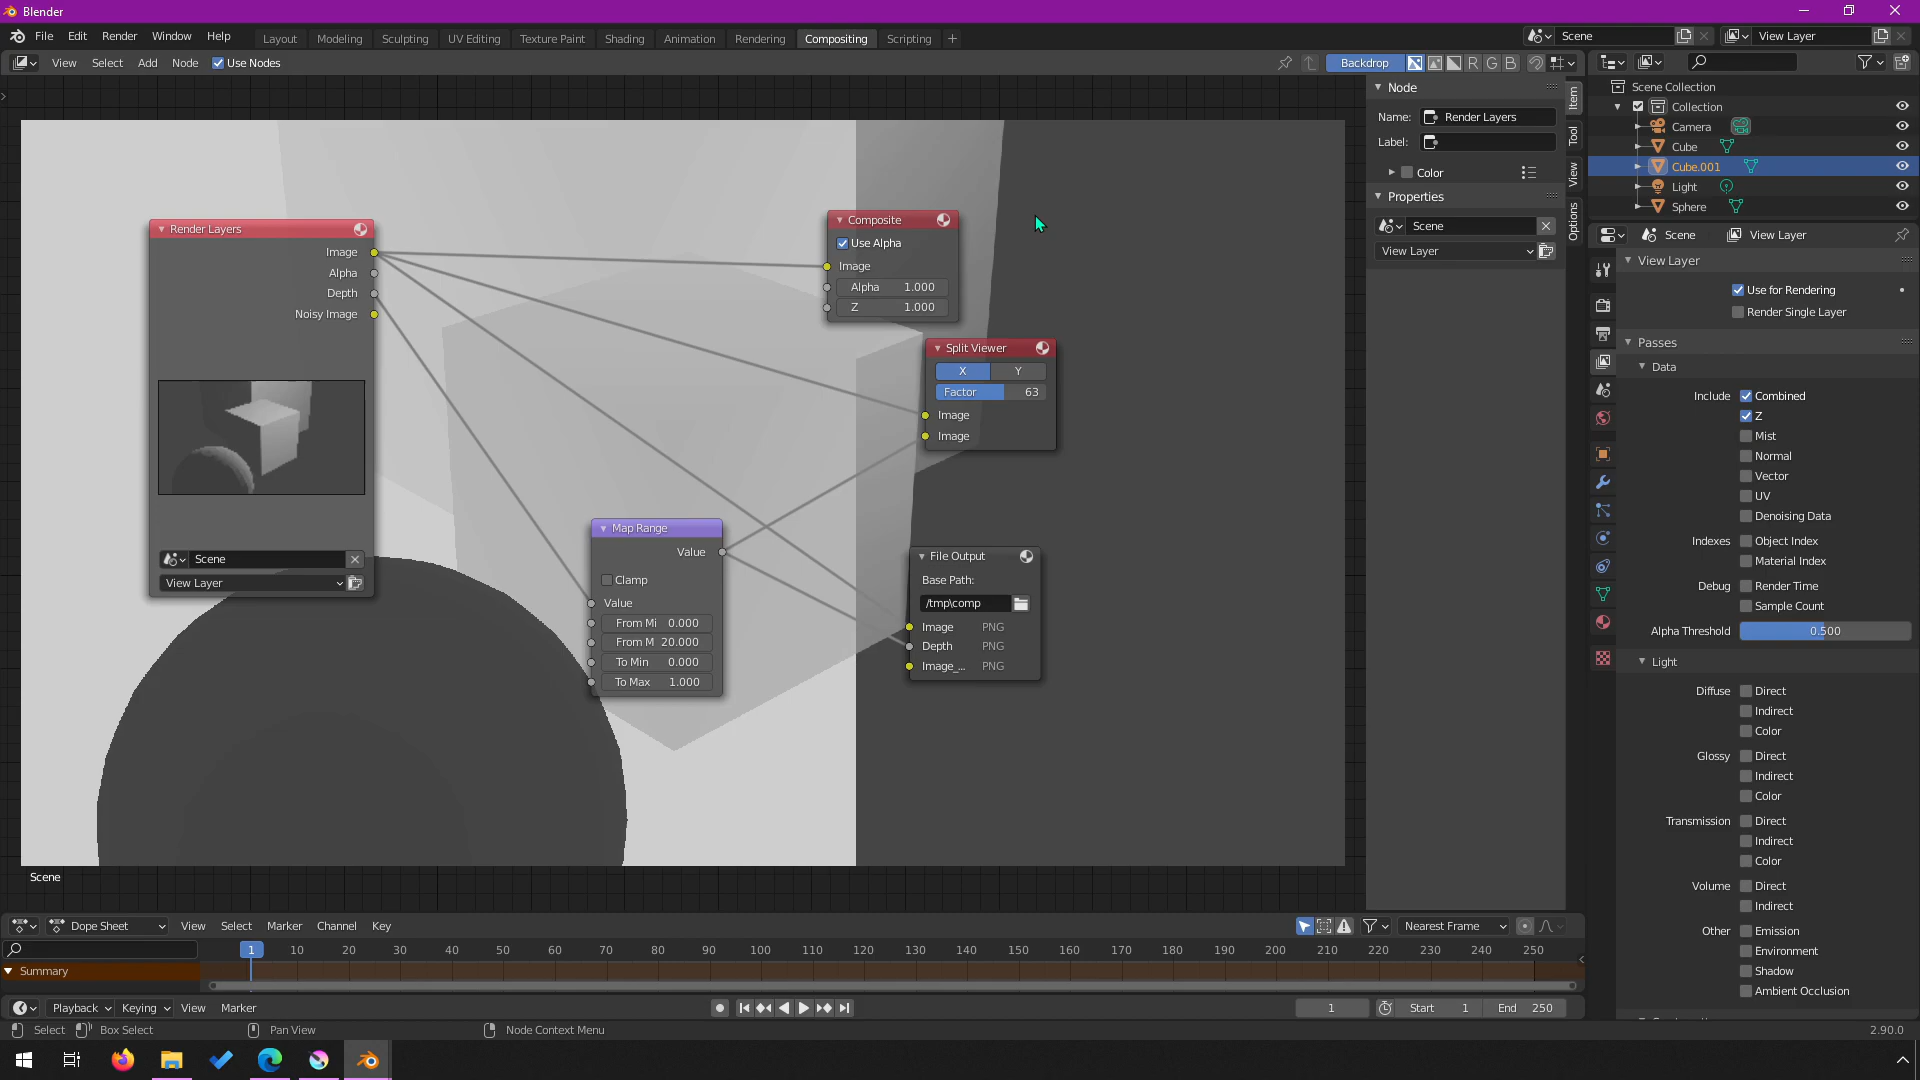 Blender
File Edit Render Window Help
Layout Modeling Sculpting UV Editing Texture Paint Shading Animation Rendering Compositing Scripting +
Scene View Layer
View Select Add Node Use Nodes
Backdrop R G B
Node
Name: Render Layers
Label:
Color
Properties
Scene
View Layer
Item
Tool
View
Options
Scene Collection
Collection
Camera
Cube
Cube.001
Light
Sphere
Scene View Layer
View Layer
Use for Rendering
Render Single Layer
Passes
Data
Include Combined
Z
Mist
Normal
Vector
UV
Denoising Data
Indexes Object Index
Material Index
Debug Render Time
Sample Count
Alpha Threshold 0.500
Light
Diffuse Direct
Indirect
Color
Glossy Direct
Indirect
Color
Transmission Direct
Indirect
Color
Volume Direct
Indirect
Other Emission
Environment
Shadow
Ambient Occlusion
Render Layers
Image
Alpha
Depth
Noisy Image
Scene
View Layer
Composite
Use Alpha
Image
Alpha 1.000
Z 1.000
Split Viewer
X Y
Factor 63
Image
Image
Map Range
Value
Clamp
Value
From Mi 0.000
From M 20.000
To Min 0.000
To Max 1.000
File Output
Base Path:
/tmp\comp
Image PNG
Depth PNG
Image_... PNG
Scene
Dope Sheet View Select Marker Channel Key
Nearest Frame
1 10 20 30 40 50 60 70 80 90 100 110 120 130 140 150 160 170 180 190 200 210 220 230 240 250
Summary
Playback Keying View Marker
1 Start 1 End 250
Select Box Select Pan View Node Context Menu
2.90.0